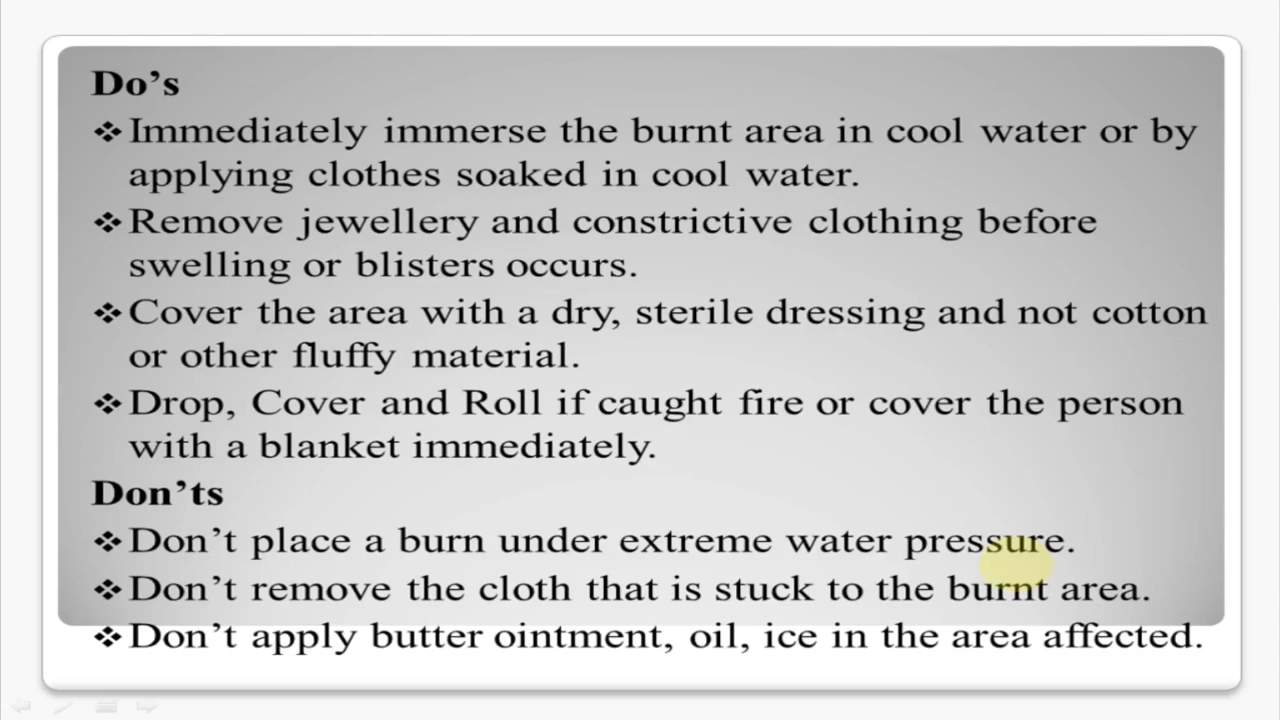 Do's
❖Immediately immerse the burnt area in cool water or by
applying clothes soaked in cool water.
❖Remove jewellery and constrictive clothing before
swelling or blisters occurs.
❖Cover the area with a dry, sterile dressing and not cotton
or other fluffy material.
❖Drop, Cover and Roll if caught fire or cover the person
with a blanket immediately.
Don'ts
❖Don't place a burn under extreme water pressure.
❖Don't remove the cloth that is stuck to the burnt area.
❖Don't apply butter ointment, oil, ice in the area affected.